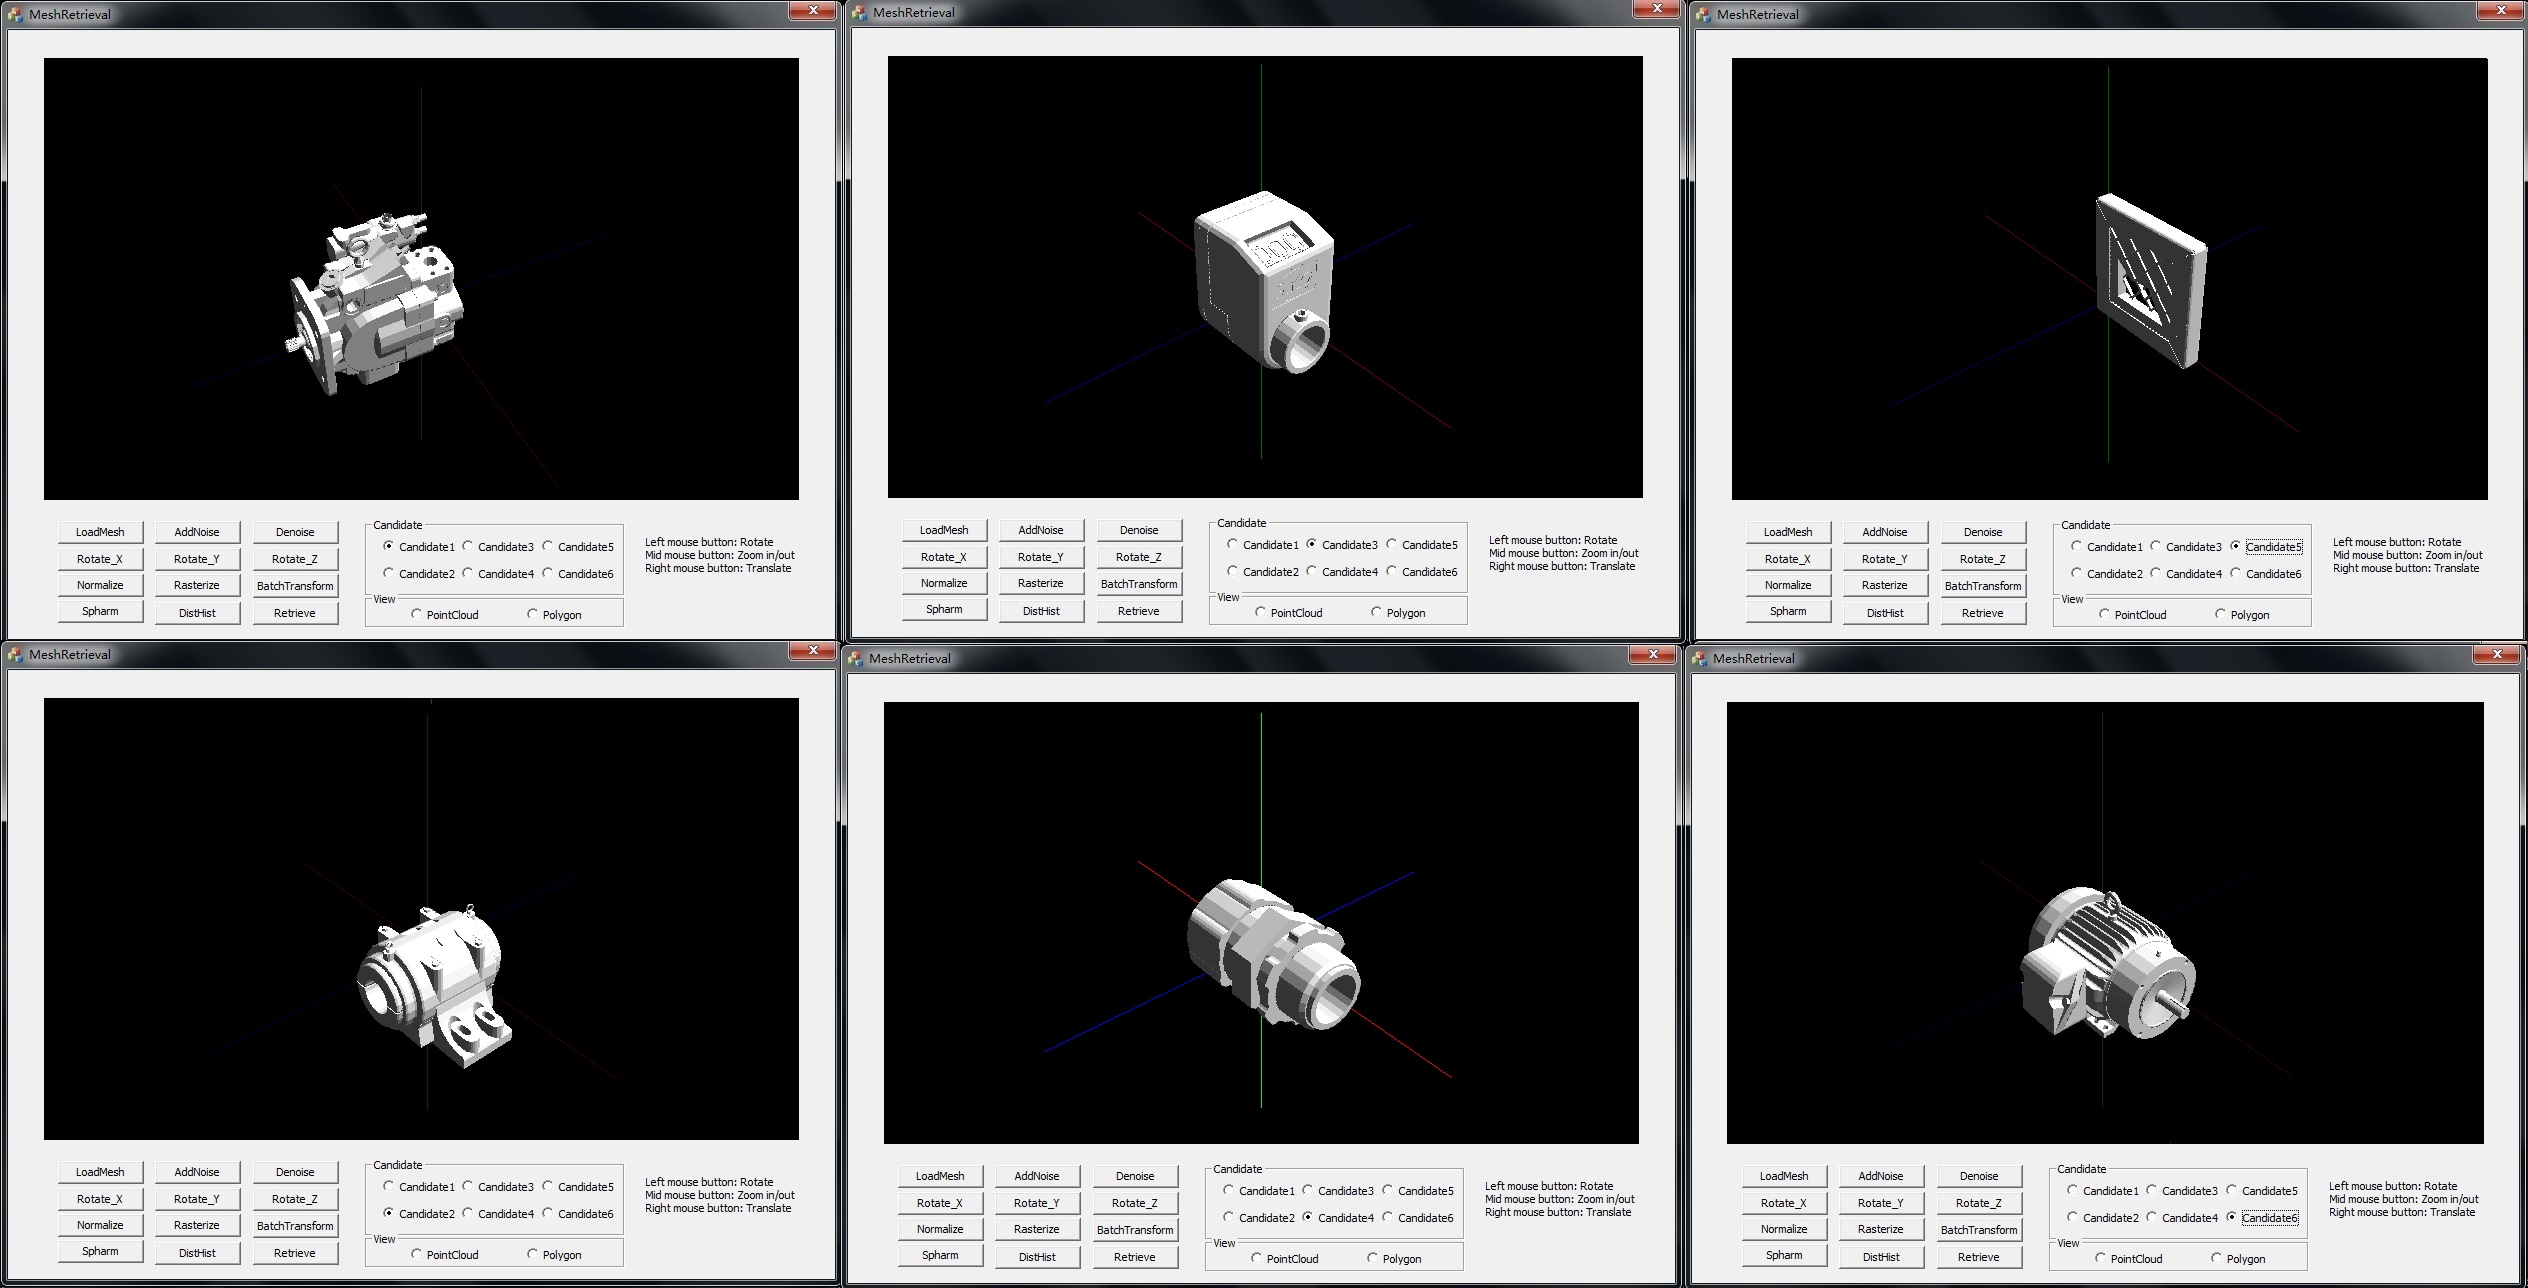 MeshRetrieval
LoadMesh AddNoise Denoise
Rotate_X Rotate_Y Rotate_Z
Normalize Rasterize BatchTransform
Spharm DistHist Retrieve
Candidate
Candidate1 Candidate3 Candidate5
Candidate2 Candidate4 Candidate6
View
PointCloud Polygon
Left mouse button: Rotate
Mid mouse button: Zoom in/out
Right mouse button: Translate
MeshRetrieval
LoadMesh AddNoise Denoise
Rotate_X Rotate_Y Rotate_Z
Normalize Rasterize BatchTransform
Spharm DistHist Retrieve
Candidate
Candidate1 Candidate3 Candidate5
Candidate2 Candidate4 Candidate6
View
PointCloud Polygon
Left mouse button: Rotate
Mid mouse button: Zoom in/out
Right mouse button: Translate
MeshRetrieval
LoadMesh AddNoise Denoise
Rotate_X Rotate_Y Rotate_Z
Normalize Rasterize BatchTransform
Spharm DistHist Retrieve
Candidate
Candidate1 Candidate3 Candidate5
Candidate2 Candidate4 Candidate6
View
PointCloud Polygon
Left mouse button: Rotate
Mid mouse button: Zoom in/out
Right mouse button: Translate
MeshRetrieval
LoadMesh AddNoise Denoise
Rotate_X Rotate_Y Rotate_Z
Normalize Rasterize BatchTransform
Spharm DistHist Retrieve
Candidate
Candidate1 Candidate3 Candidate5
Candidate2 Candidate4 Candidate6
View
PointCloud Polygon
Left mouse button: Rotate
Mid mouse button: Zoom in/out
Right mouse button: Translate
MeshRetrieval
LoadMesh AddNoise Denoise
Rotate_X Rotate_Y Rotate_Z
Normalize Rasterize BatchTransform
Spharm DistHist Retrieve
Candidate
Candidate1 Candidate3 Candidate5
Candidate2 Candidate4 Candidate6
View
PointCloud Polygon
Left mouse button: Rotate
Mid mouse button: Zoom in/out
Right mouse button: Translate
MeshRetrieval
LoadMesh AddNoise Denoise
Rotate_X Rotate_Y Rotate_Z
Normalize Rasterize BatchTransform
Spharm DistHist Retrieve
Candidate
Candidate1 Candidate3 Candidate5
Candidate2 Candidate4 Candidate6
View
PointCloud Polygon
Left mouse button: Rotate
Mid mouse button: Zoom in/out
Right mouse button: Translate